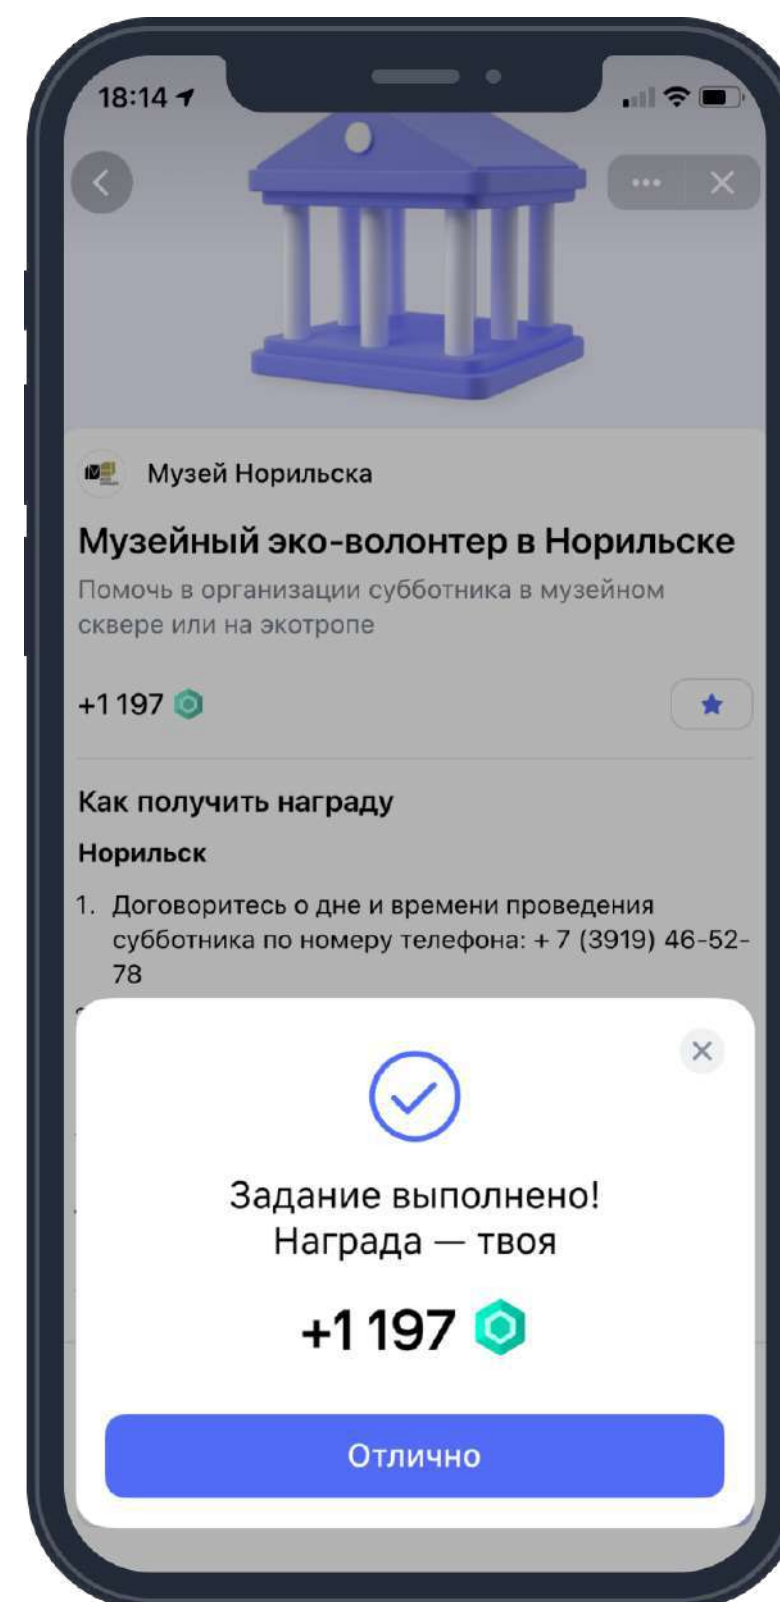 18:14
Музей Норильска
Музейный эко-волонтер в Норильске
Помочь в организации субботника в музейном
сквере или на экотропе
+1 197
Как получить награду
Норильск
1. Договоритесь о дне и времени проведения
субботника по номеру телефона: + 7 (3919) 46-52-
78
Задание выполнено!
Награда — твоя
+1 197
Отлично